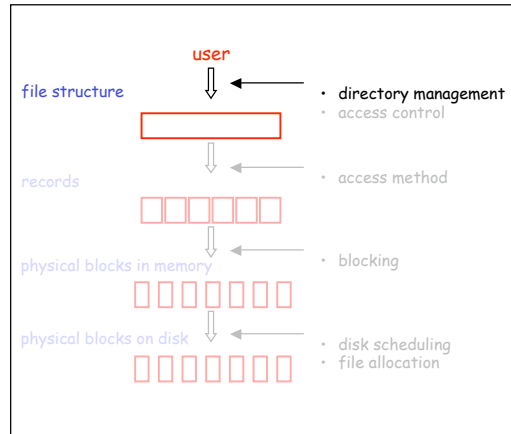 user
file structure
• directory management
• access control
• access method
records
• blocking
physical blocks in memory
physical blocks on disk
• disk scheduling
• file allocation